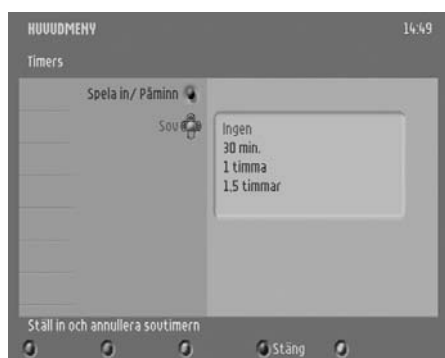 HUVUDMENY 14:49
Timers
Spela in/ Påminn
Sov
Ingen
30 min.
1 timma
1,5 timmar
Ställ in och annullera sovtimern
Stäng